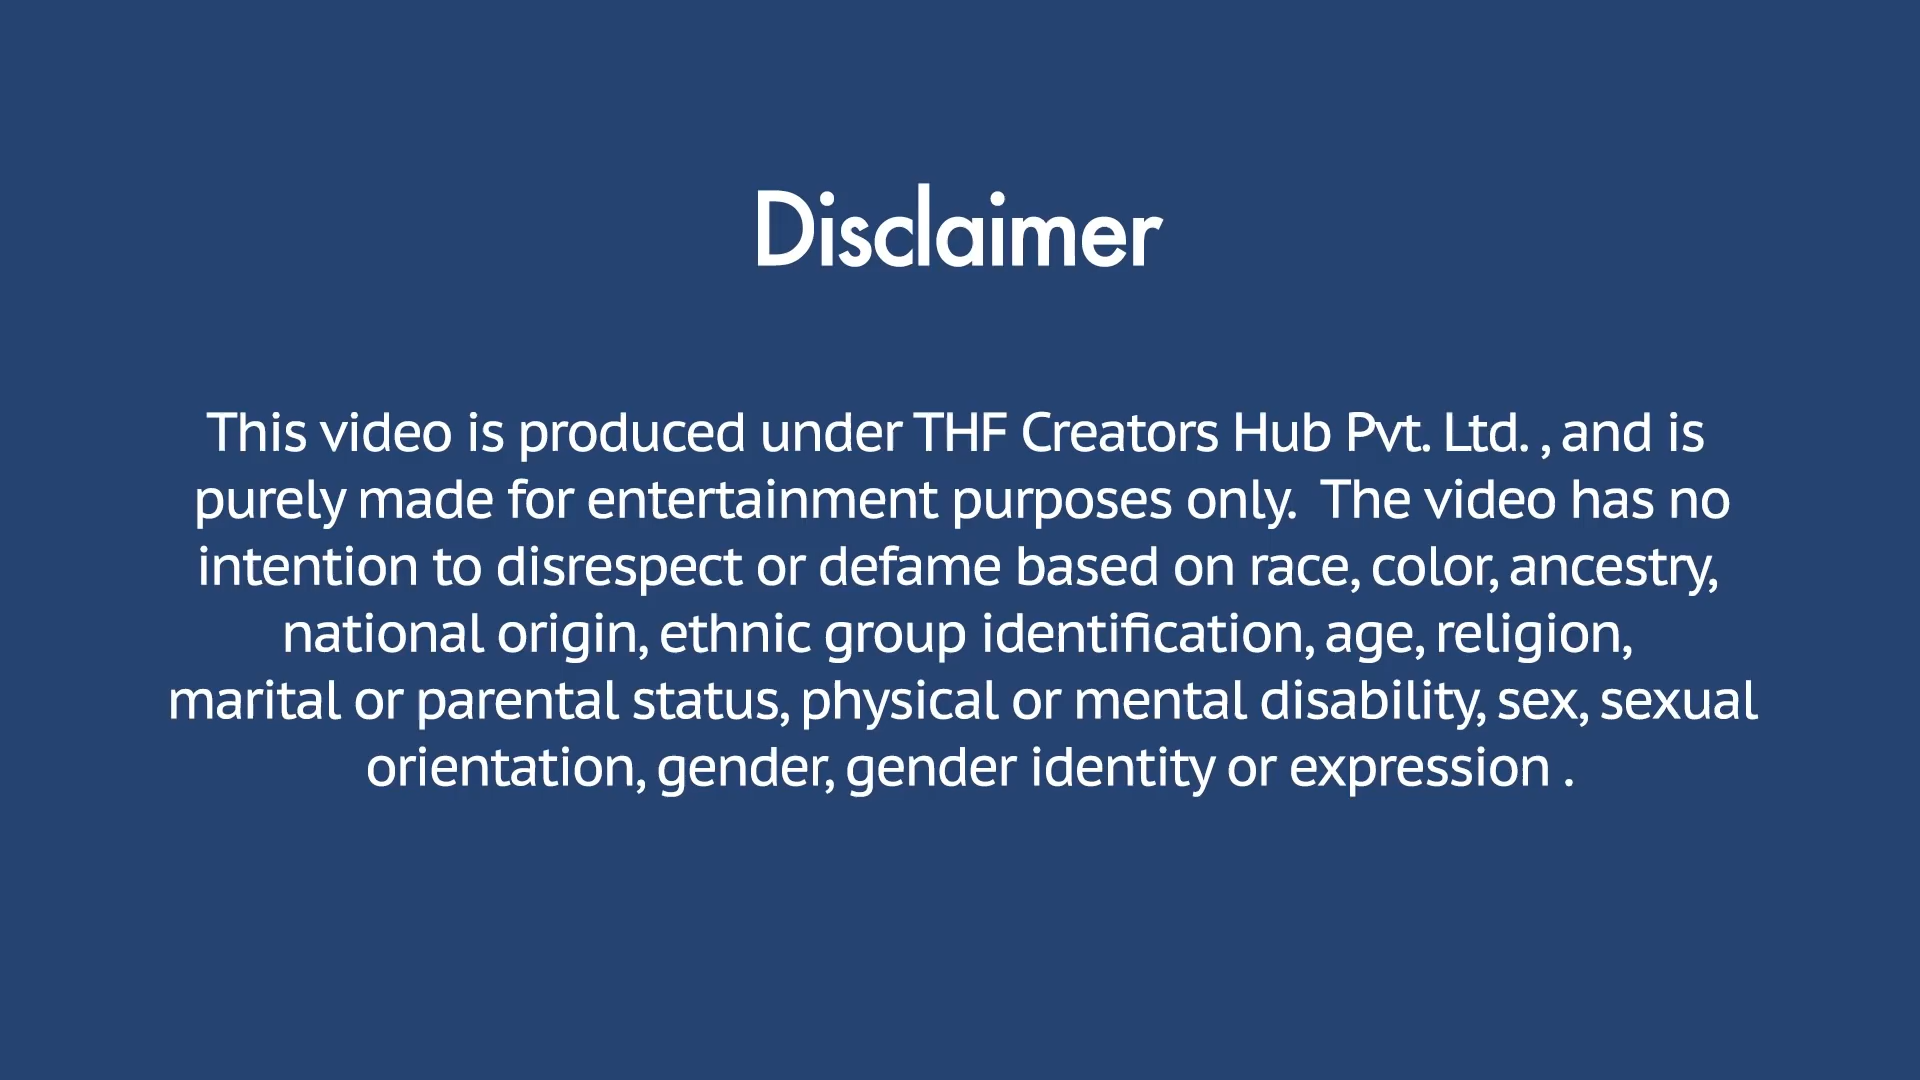 Disclaimer
This video is produced under THF Creators Hub Pvt. Ltd. , and is
purely made for entertainment purposes only.  The video has no
intention to disrespect or defame based on race, color, ancestry,
national origin, ethnic group identification, age, religion,
marital or parental status, physical or mental disability, sex, sexual
orientation, gender, gender identity or expression .